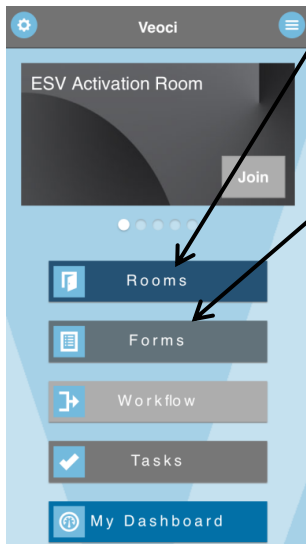 Veoci
ESV Activation Room
Join
Rooms
Forms
Workflow
Tasks
My Dashboard